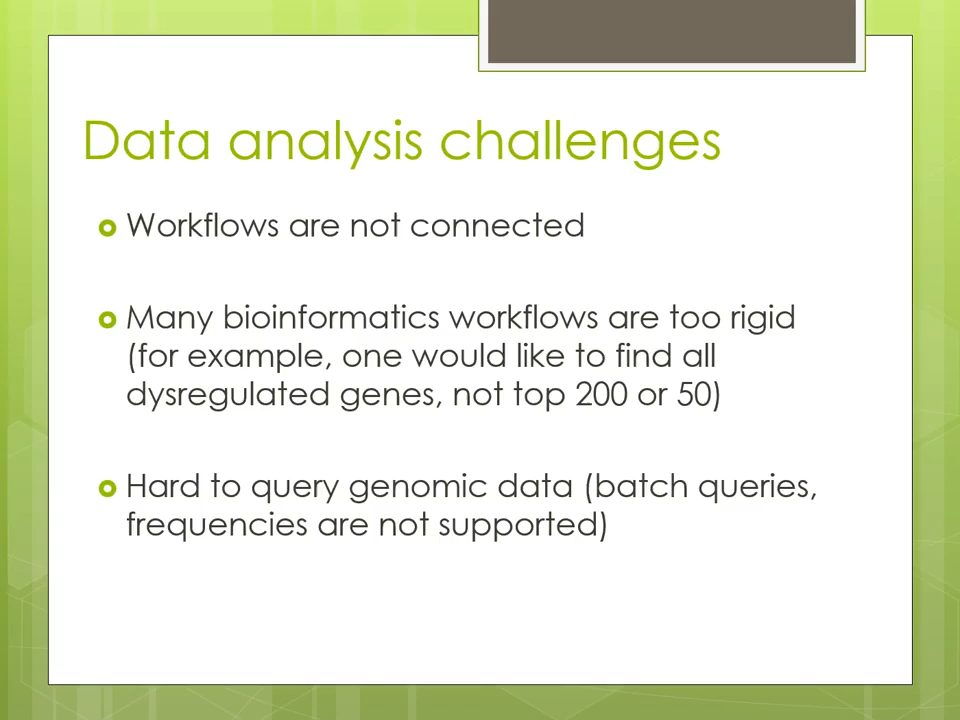 Data analysis challenges
Workflows are not connected
Many bioinformatics workflows are too rigid
(for example, one would like to find all
dysregulated genes, not top 200 or 50)
Hard to query genomic data (batch queries,
frequencies are not supported)